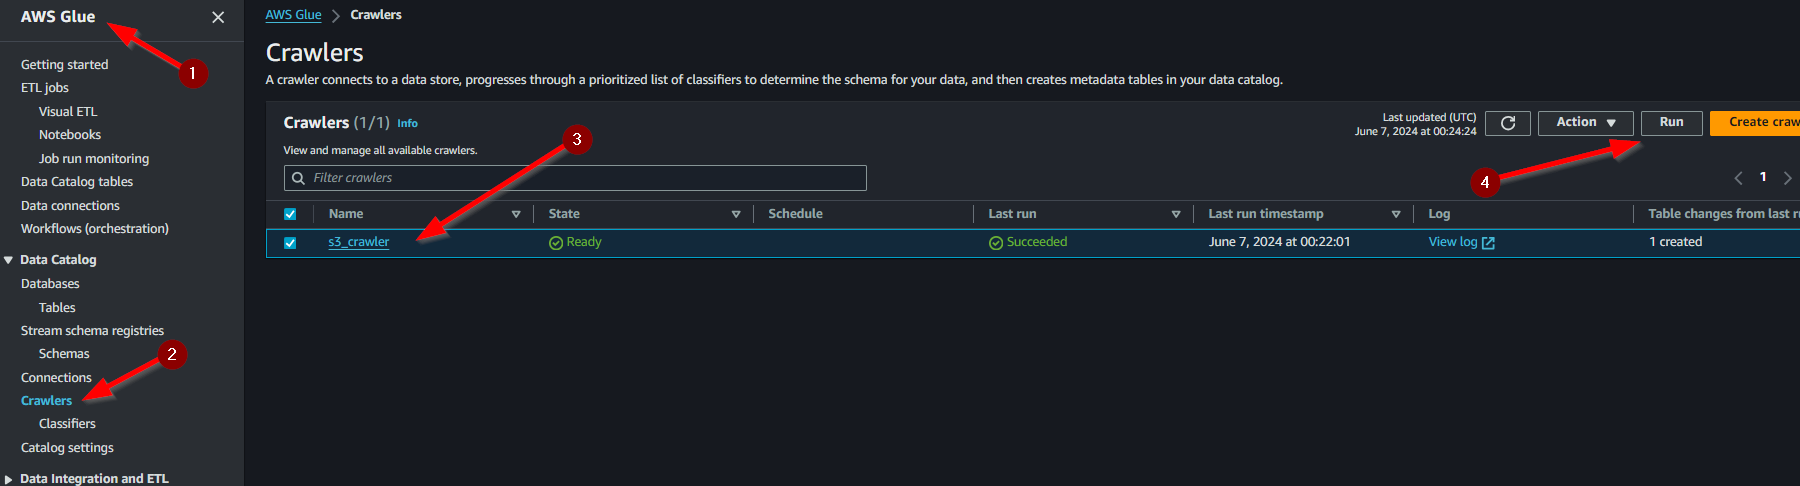 AWS Glue
1
Getting started
ETL jobs
Visual ETL
Notebooks
Job run monitoring
Data Catalog tables
Data connections
Workflows (orchestration)
Data Catalog
Databases
Tables
Stream schema registries
Schemas
2
Connections
Crawlers
Classifiers
Catalog settings
Data Integration and ETL
AWS Glue > Crawlers
Crawlers
A crawler connects to a data store, progresses through a prioritized list of classifiers to determine the schema for your data, and then creates metadata tables in your data catalog.
Crawlers (1/1) Info
View and manage all available crawlers.
3
Last updated (UTC)
June 7, 2024 at 00:24:24
Action
Run
Create craw
Filter crawlers
4
1
Name State Schedule Last run Last run timestamp Log Table changes from last r
s3_crawler Ready Succeeded June 7, 2024 at 00:22:01 View log 1 created